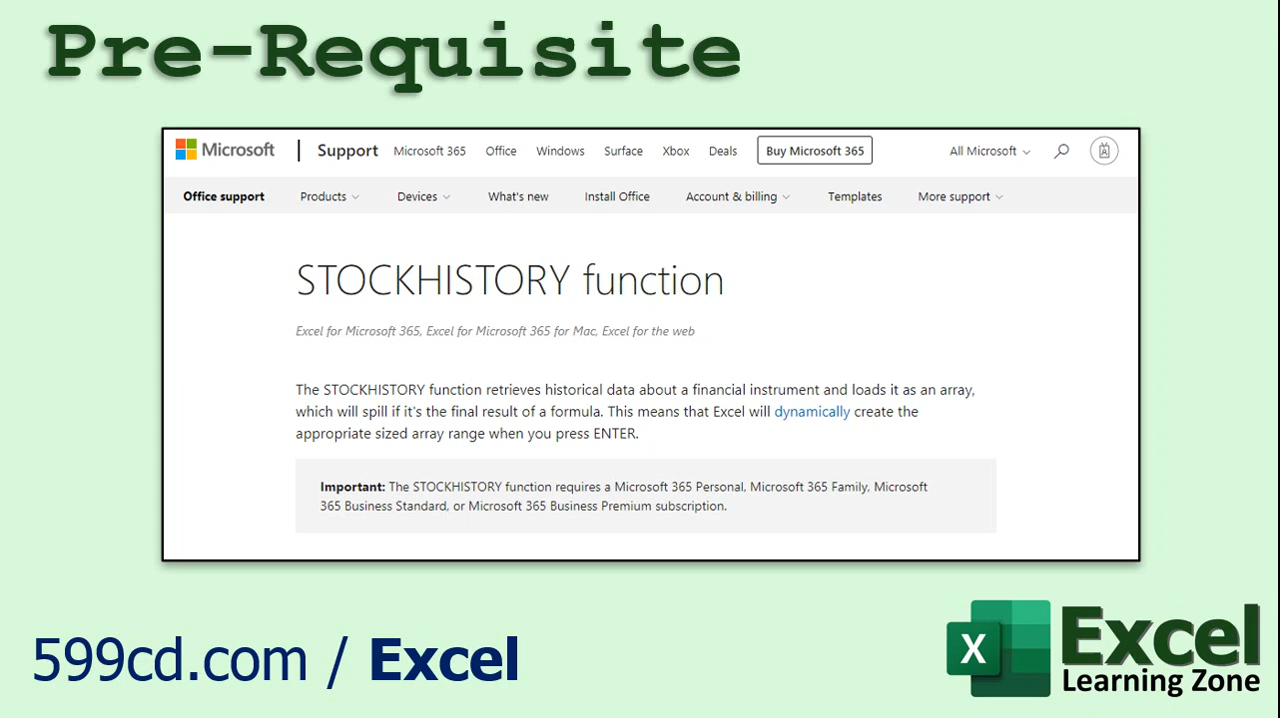 Pre-Requisite
Microsoft | Support Microsoft 365 Office Windows Surface Xbox Deals Buy Microsoft 365 All Microsoft
Office support Products Devices What's new Install Office Account & billing Templates More support
STOCKHISTORY function
Excel for Microsoft 365, Excel for Microsoft 365 for Mac, Excel for the web
The STOCKHISTORY function retrieves historical data about a financial instrument and loads it as an array,
which will spill if it's the final result of a formula. This means that Excel will dynamically create the
appropriate sized array range when you press ENTER.
Important: The STOCKHISTORY function requires a Microsoft 365 Personal, Microsoft 365 Family, Microsoft
365 Business Standard, or Microsoft 365 Business Premium subscription.
599cd.com / Excel
X Excel
Learning Zone